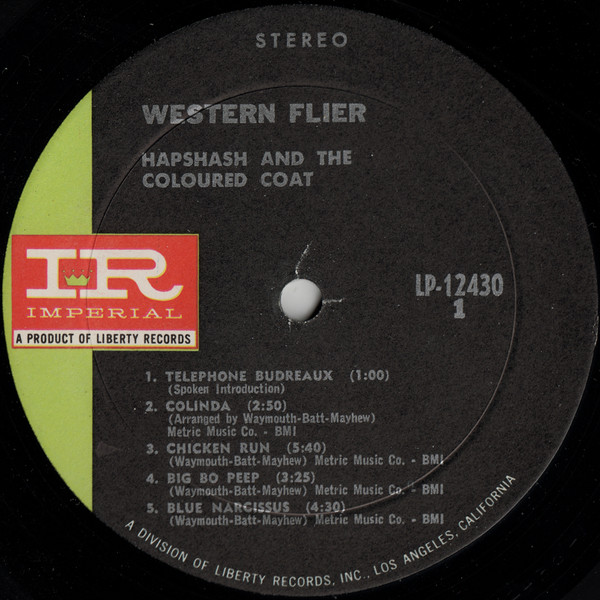 STEREO
WESTERN FLIER
HAPSHASH AND THE
COLOURED COAT
IR
IMPERIAL
A PRODUCT OF LIBERTY RECORDS
LP-12430
1
1. TELEPHONE BUDREAUX (1:00)
(Spoken Introduction)
2. COLINDA (2:50)
(Arranged by Waymouth-Batt-Mayhew)
Metric Music Co. - BMI
3. CHICKEN RUN (5:40)
(Waymouth-Batt-Mayhew) Metric Music Co. - BMI
4. BIG BO PEEP (3:25)
(Waymouth-Batt-Mayhew) Metric Music Co. - BMI
5. BLUE NARCISSUS (4:30)
(Waymouth-Batt-Mayhew) Metric Music Co. - BMI
A DIVISION OF LIBERTY RECORDS, INC., LOS ANGELES, CALIFORNIA